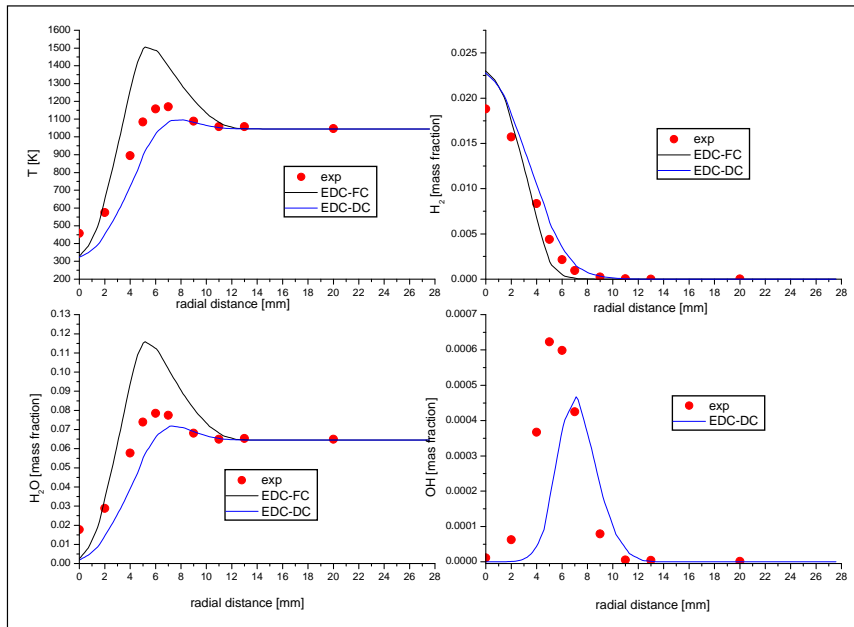 1600
1500
1400
1300
1200
1100
1000
900
800
700
600
500
400
300
200
T [K]
exp
EDC-FC
EDC-DC
0 2 4 6 8 10 12 14 16 18 20 22 24 26 28
radial distance [mm]
0.025
0.020
0.015
0.010
0.005
0.000
H2 [mass fraction]
exp
EDC-FC
EDC-DC
0 2 4 6 8 10 12 14 16 18 20 22 24 26 28
radial distance [mm]
0.13
0.12
0.11
0.10
0.09
0.08
0.07
0.06
0.05
0.04
0.03
0.02
0.01
0.00
H2O [mass fraction]
exp
EDC-FC
EDC-DC
0 2 4 6 8 10 12 14 16 18 20 22 24 26 28
radial distance [mm]
0.0007
0.0006
0.0005
0.0004
0.0003
0.0002
0.0001
0.0000
OH [mas fraction]
exp
EDC-DC
0 2 4 6 8 10 12 14 16 18 20 22 24 26 28
radial distance [mm]